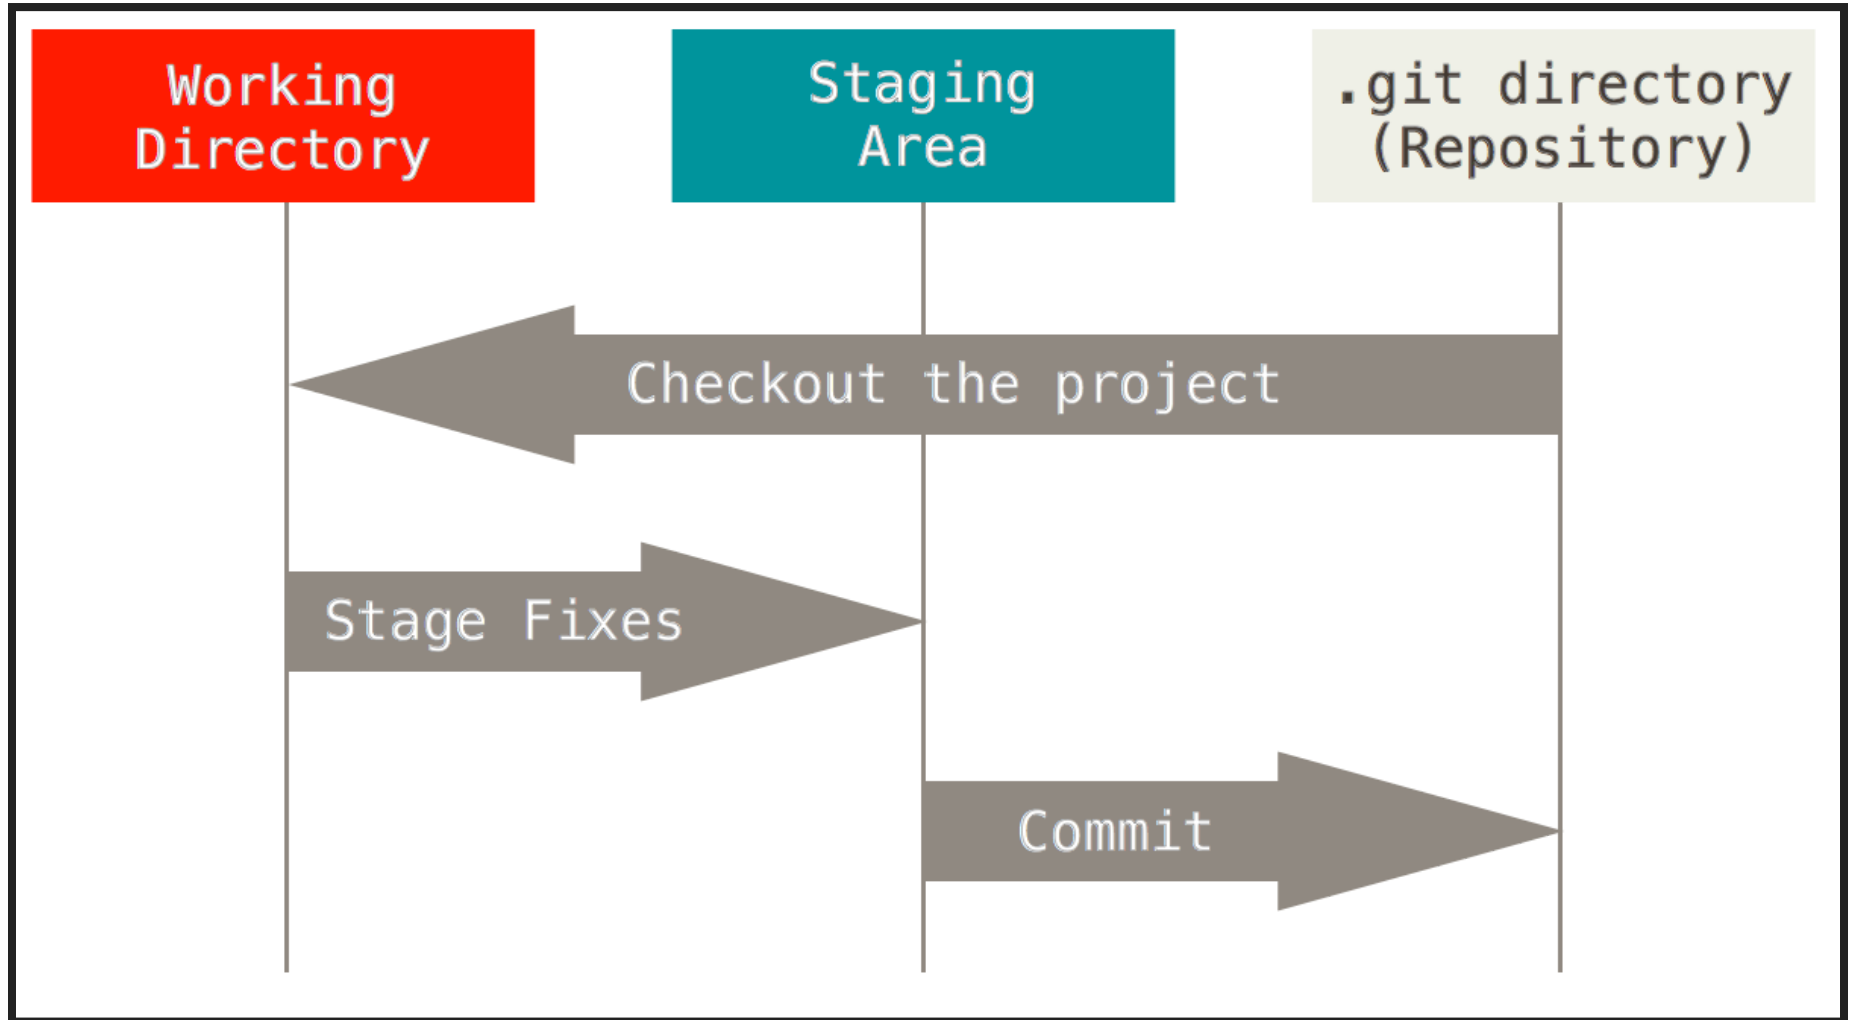 Working
Directory
Staging
Area
.git directory
(Repository)
Checkout the project
Stage Fixes
Commit